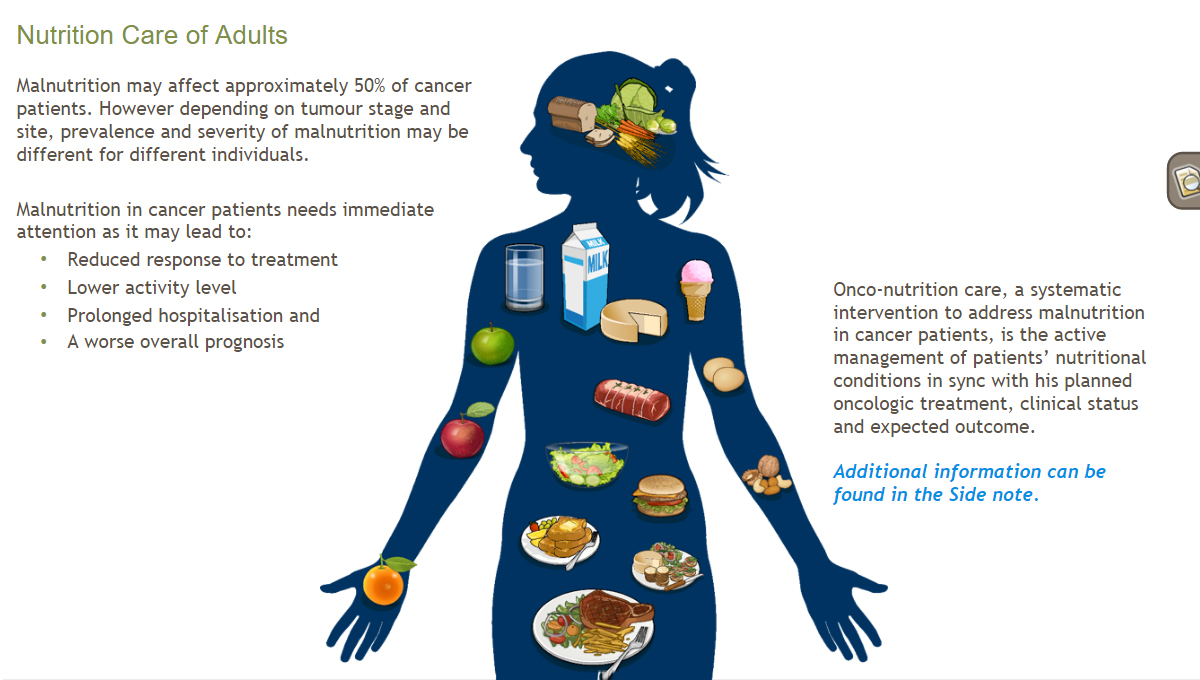 Nutrition Care of Adults
Malnutrition may affect approximately 50% of cancer
patients. However depending on tumour stage and
site, prevalence and severity of malnutrition may be
different for different individuals.
Malnutrition in cancer patients needs immediate
attention as it may lead to:
• Reduced response to treatment
• Lower activity level
• Prolonged hospitalisation and
• A worse overall prognosis
MILK
MILK
Onco-nutrition care, a systematic
intervention to address malnutrition
in cancer patients, is the active
management of patients’ nutritional
conditions in sync with his planned
oncologic treatment, clinical status
and expected outcome.
Additional information can be
found in the Side note.